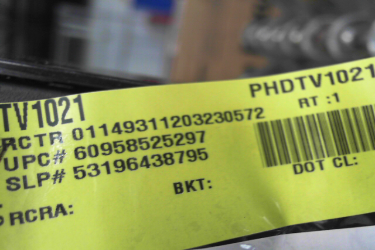 TV1021 PHDTV1021
RCTR 01149311203230572 RT :1
UPC# 60958525297
SLP# 53196438795
BKT: DOT CL:
RCRA: